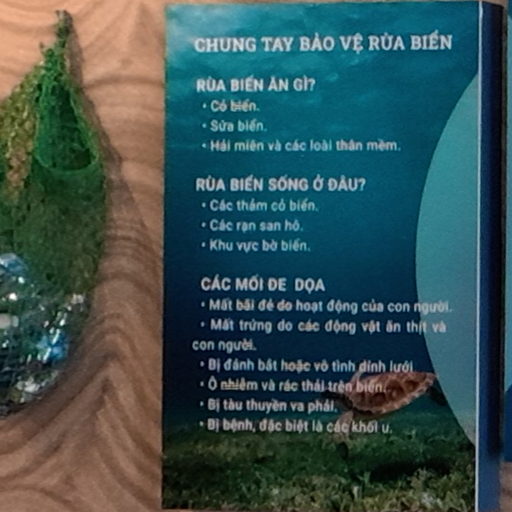 CHUNG TAY BẢO VỆ RÙA BIỂN
RÙA BIỂN ĂN GÌ?
• Cỏ biển.
• Sứa biển.
• Hải miên và các loài thân mềm.
RÙA BIỂN SỐNG Ở ĐÂU?
• Các thảm cỏ biển.
• Các rạn san hô.
• Khu vực bờ biển.
CÁC MỐI ĐE DỌA
• Mất bãi đẻ do hoạt động của con người.
• Mất trứng do các động vật ăn thịt và
con người.
• Bị đánh bắt hoặc vô tình dính lưới
• Ô nhiễm và rác thải trên biển.
• Bị tàu thuyền va phải.
• Bị bệnh, đặc biệt là các khối u.